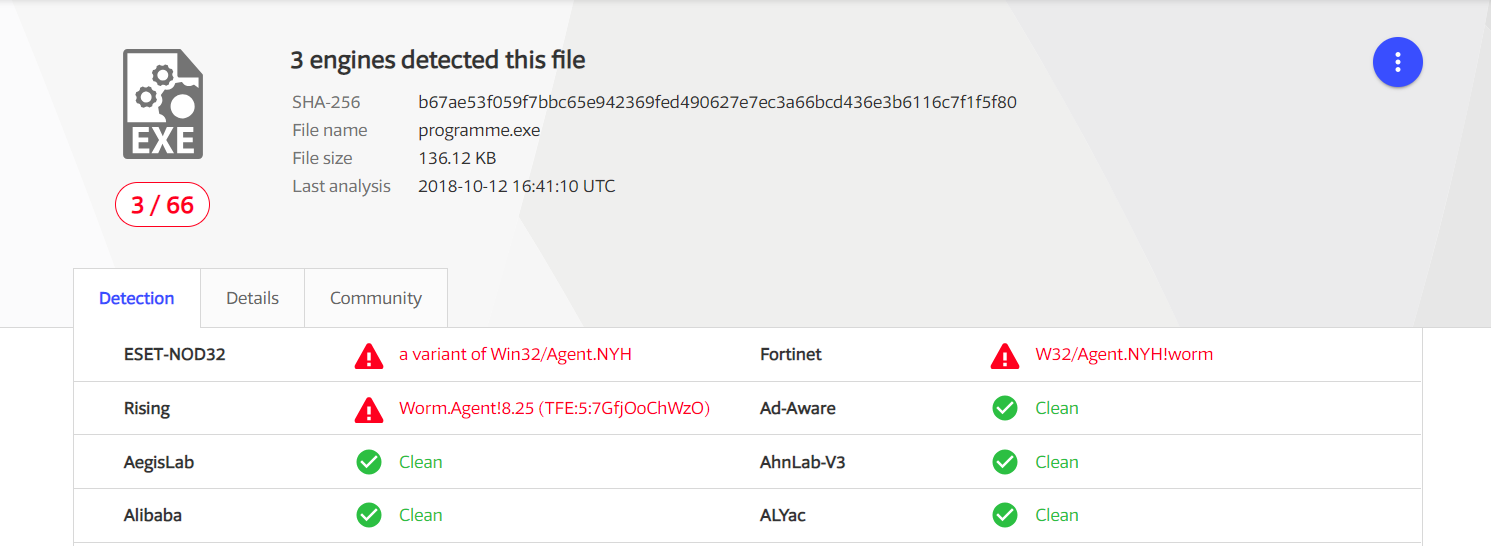 3 engines detected this file
SHA-256 b67ae53f059f7bbc65e942369fed490627e7ec3a66bcd436e3b6116c7f1f5f80
File name programme.exe
File size 136.12 KB
Last analysis 2018-10-12 16:41:10 UTC
EXE
3 / 66
Detection Details Community
ESET-NOD32 a variant of Win32/Agent.NYH Fortinet W32/Agent.NYH!worm
Rising Worm.Agent!8.25 (TFE:5:7GfjOoChWzO) Ad-Aware Clean
AegisLab Clean AhnLab-V3 Clean
Alibaba Clean ALYac Clean